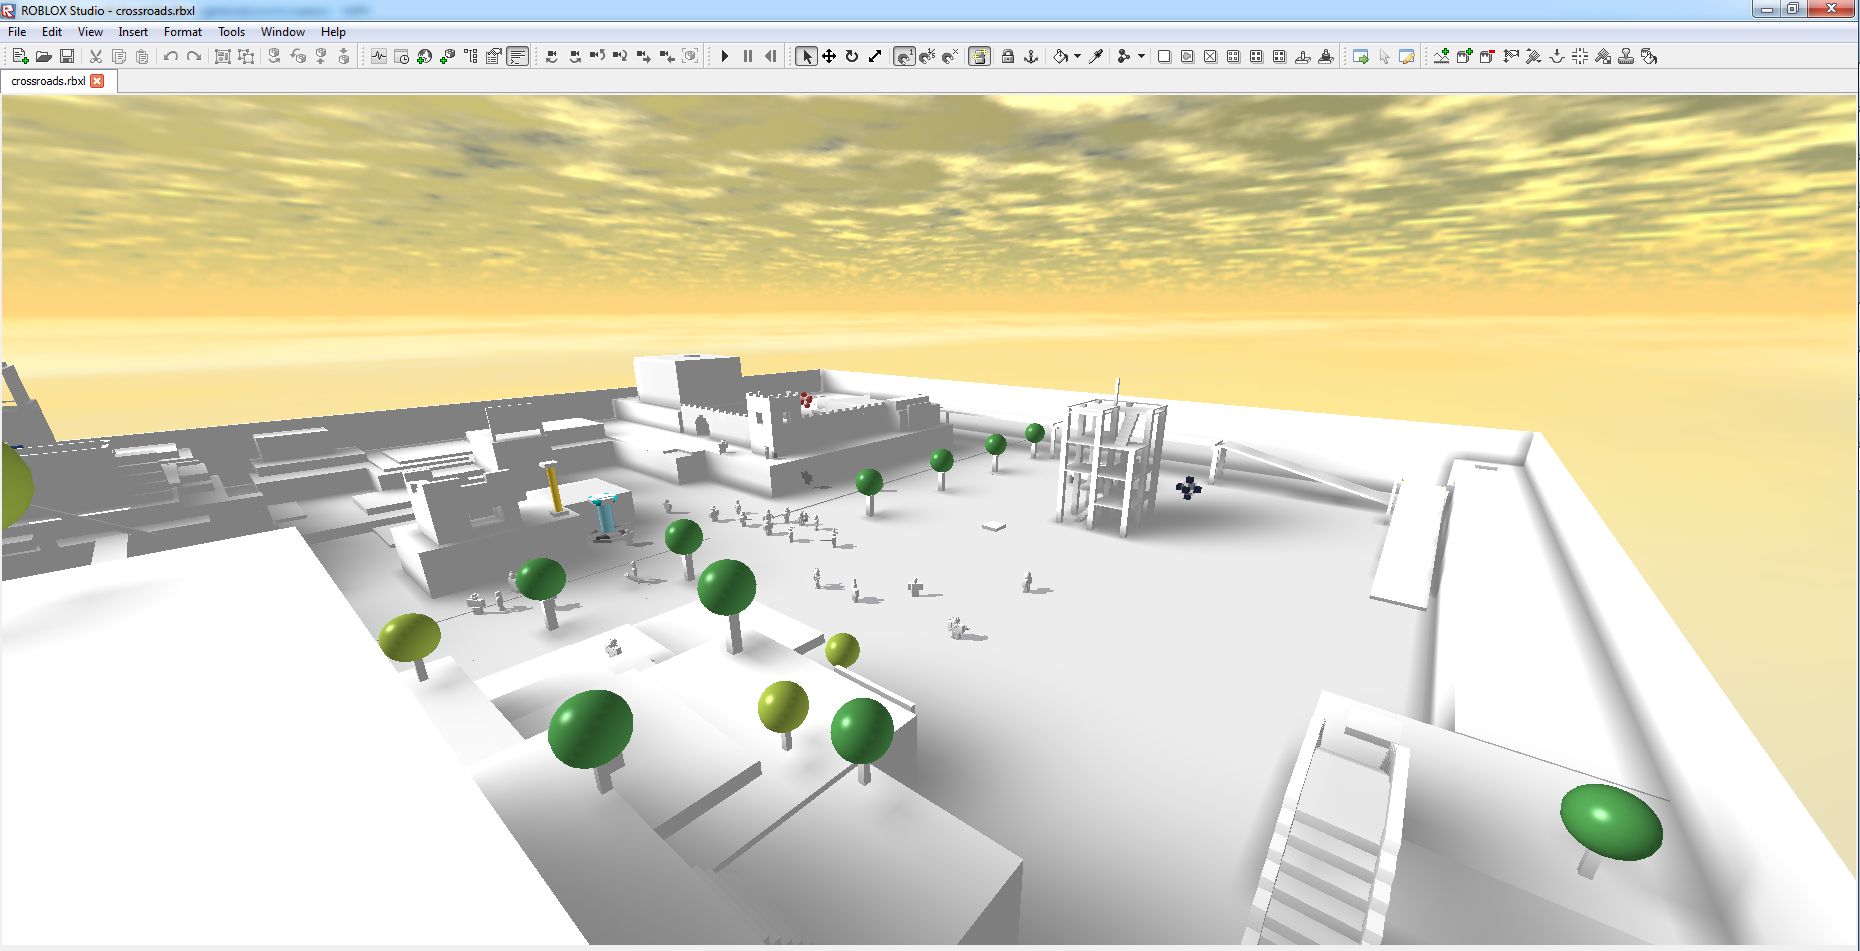 ROBLOX Studio - crossroads.rbxl
File Edit View Insert Format Tools Window Help
crossroads.rbxl